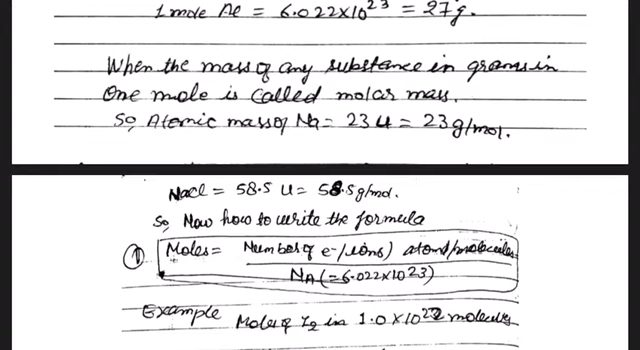 1 mole Al = 6.022×10²³ = 27g.
When the mass of any substance in grams in
One mole is called molar mass.
So Atomic mass of Na = 23 u = 23 g/mol.
NaCl = 58.5 U = 58.5g/mol.
So, Now how to write the formula
① Moles = Number of e⁻/ions) atoms/molecules
NA (=6.022×10 23)
Example Moles of I2 in 1.0×10²² molecules